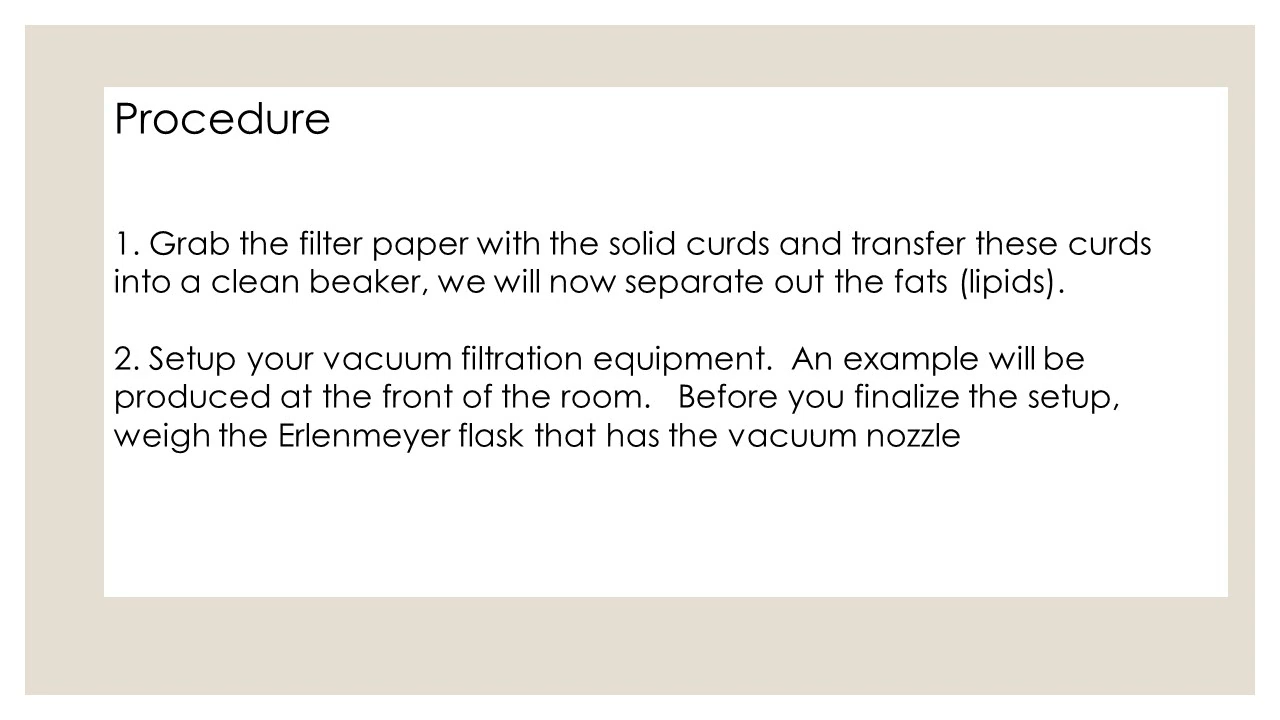 Procedure
1. Grab the filter paper with the solid curds and transfer these curds
into a clean beaker, we will now separate out the fats (lipids).
2. Setup your vacuum filtration equipment.  An example will be
produced at the front of the room.   Before you finalize the setup,
weigh the Erlenmeyer flask that has the vacuum nozzle